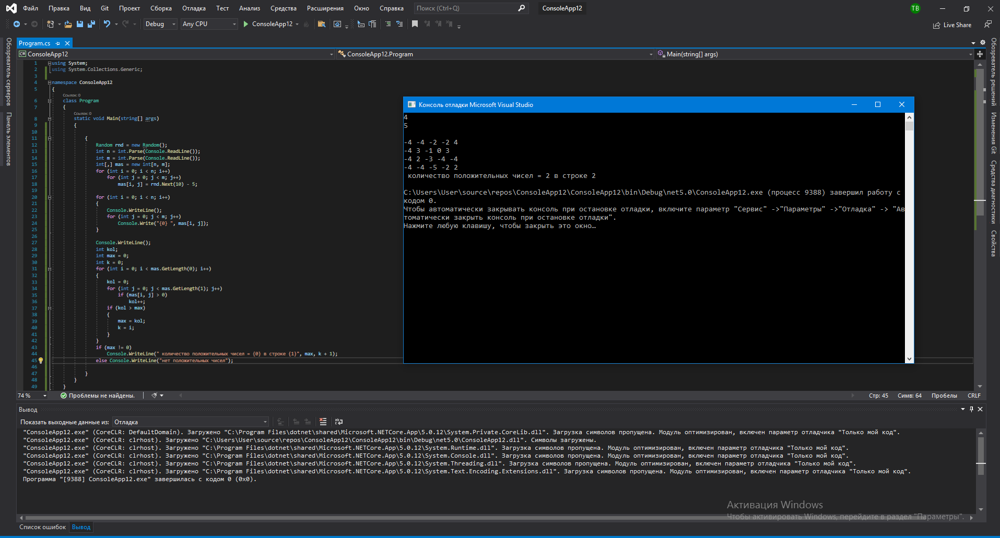 Файл Правка Вид Git Проект Сборка Отладка Тест Анализ Средства Расширения Окно Справка Поиск (Ctrl+Q) ConsoleApp12 ТВ
Debug Any CPU ConsoleApp12 Live Share
Program.cs
ConsoleApp12 ConsoleApp12.Program Main(string[] args)
Обозреватель серверов
Панель элементов
1 using System;
2 using System.Collections.Generic;
3
4 namespace ConsoleApp12
5 {
Ссылок: 0
6 class Program
7 {
Ссылок: 0
8 static void Main(string[] args)
9 {
10
11 {
12 Random rnd = new Random();
13 int n = int.Parse(Console.ReadLine());
14 int m = int.Parse(Console.ReadLine());
15 int[,] mas = new int[n, m];
16 for (int i = 0; i < n; i++)
17 for (int j = 0; j < m; j++)
18 mas[i, j] = rnd.Next(10) - 5;
19
20 for (int i = 0; i < n; i++)
21 {
22 Console.WriteLine();
23 for (int j = 0; j < m; j++)
24 Console.Write("{0} ", mas[i, j]);
25 }
26
27 Console.WriteLine();
28 int kol;
29 int max = 0;
30 int k = 0;
31 for (int i = 0; i < mas.GetLength(0); i++)
32 {
33 kol = 0;
34 for (int j = 0; j < mas.GetLength(1); j++)
35 if (mas[i, j] > 0)
36 kol++;
37 if (kol > max)
38 {
39 max = kol;
40 k = i;
41 }
42 }
43 if (max != 0)
44 Console.WriteLine(" количество положительных чисел = {0} в строке {1}", max, k + 1);
45 else Console.WriteLine("нет положительных чисел");
46
47 }
48 }
49 }
Консоль отладки Microsoft Visual Studio
4
5
-4 -4 -2 -2 4
-4 3 -1 0 3
-4 2 -3 -4 -4
-4 -4 -5 -2 2
количество положительных чисел = 2 в строке 2
C:\Users\User\source\repos\ConsoleApp12\ConsoleApp12\bin\Debug\net5.0\ConsoleApp12.exe (процесс 9388) завершил работу с
кодом 0.
Чтобы автоматически закрывать консоль при остановке отладки, включите параметр "Сервис" ->"Параметры" ->"Отладка" -> "Ав
томатически закрыть консоль при остановке отладки".
Нажмите любую клавишу, чтобы закрыть это окно…
Обозреватель решений
Изменения Git
Средства диагностики
Свойства
74 % Проблемы не найдены. Стр: 45 Симв: 64 Пробелы CRLF
Вывод
Показать выходные данные из: Отладка
"ConsoleApp12.exe" (CoreCLR: DefaultDomain). Загружено "C:\Program Files\dotnet\shared\Microsoft.NETCore.App\5.0.12\System.Private.CoreLib.dll". Загрузка символов пропущена. Модуль оптимизирован, включен параметр отладчика "Только мой код".
"ConsoleApp12.exe" (CoreCLR: clrhost). Загружено "C:\Users\User\source\repos\ConsoleApp12\ConsoleApp12\bin\Debug\net5.0\ConsoleApp12.dll". Символы загружены.
"ConsoleApp12.exe" (CoreCLR: clrhost). Загружено "C:\Program Files\dotnet\shared\Microsoft.NETCore.App\5.0.12\System.Runtime.dll". Загрузка символов пропущена. Модуль оптимизирован, включен параметр отладчика "Только мой код".
"ConsoleApp12.exe" (CoreCLR: clrhost). Загружено "C:\Program Files\dotnet\shared\Microsoft.NETCore.App\5.0.12\System.Console.dll". Загрузка символов пропущена. Модуль оптимизирован, включен параметр отладчика "Только мой код".
"ConsoleApp12.exe" (CoreCLR: clrhost). Загружено "C:\Program Files\dotnet\shared\Microsoft.NETCore.App\5.0.12\System.Threading.dll". Загрузка символов пропущена. Модуль оптимизирован, включен параметр отладчика "Только мой код".
"ConsoleApp12.exe" (CoreCLR: clrhost). Загружено "C:\Program Files\dotnet\shared\Microsoft.NETCore.App\5.0.12\System.Text.Encoding.Extensions.dll". Загрузка символов пропущена. Модуль оптимизирован, включен параметр отладчика "Только мой код".
Программа "[9388] ConsoleApp12.exe" завершилась с кодом 0 (0x0).
Активация Windows
Чтобы активировать Windows, перейдите в раздел "Параметры".
Список ошибок Вывод